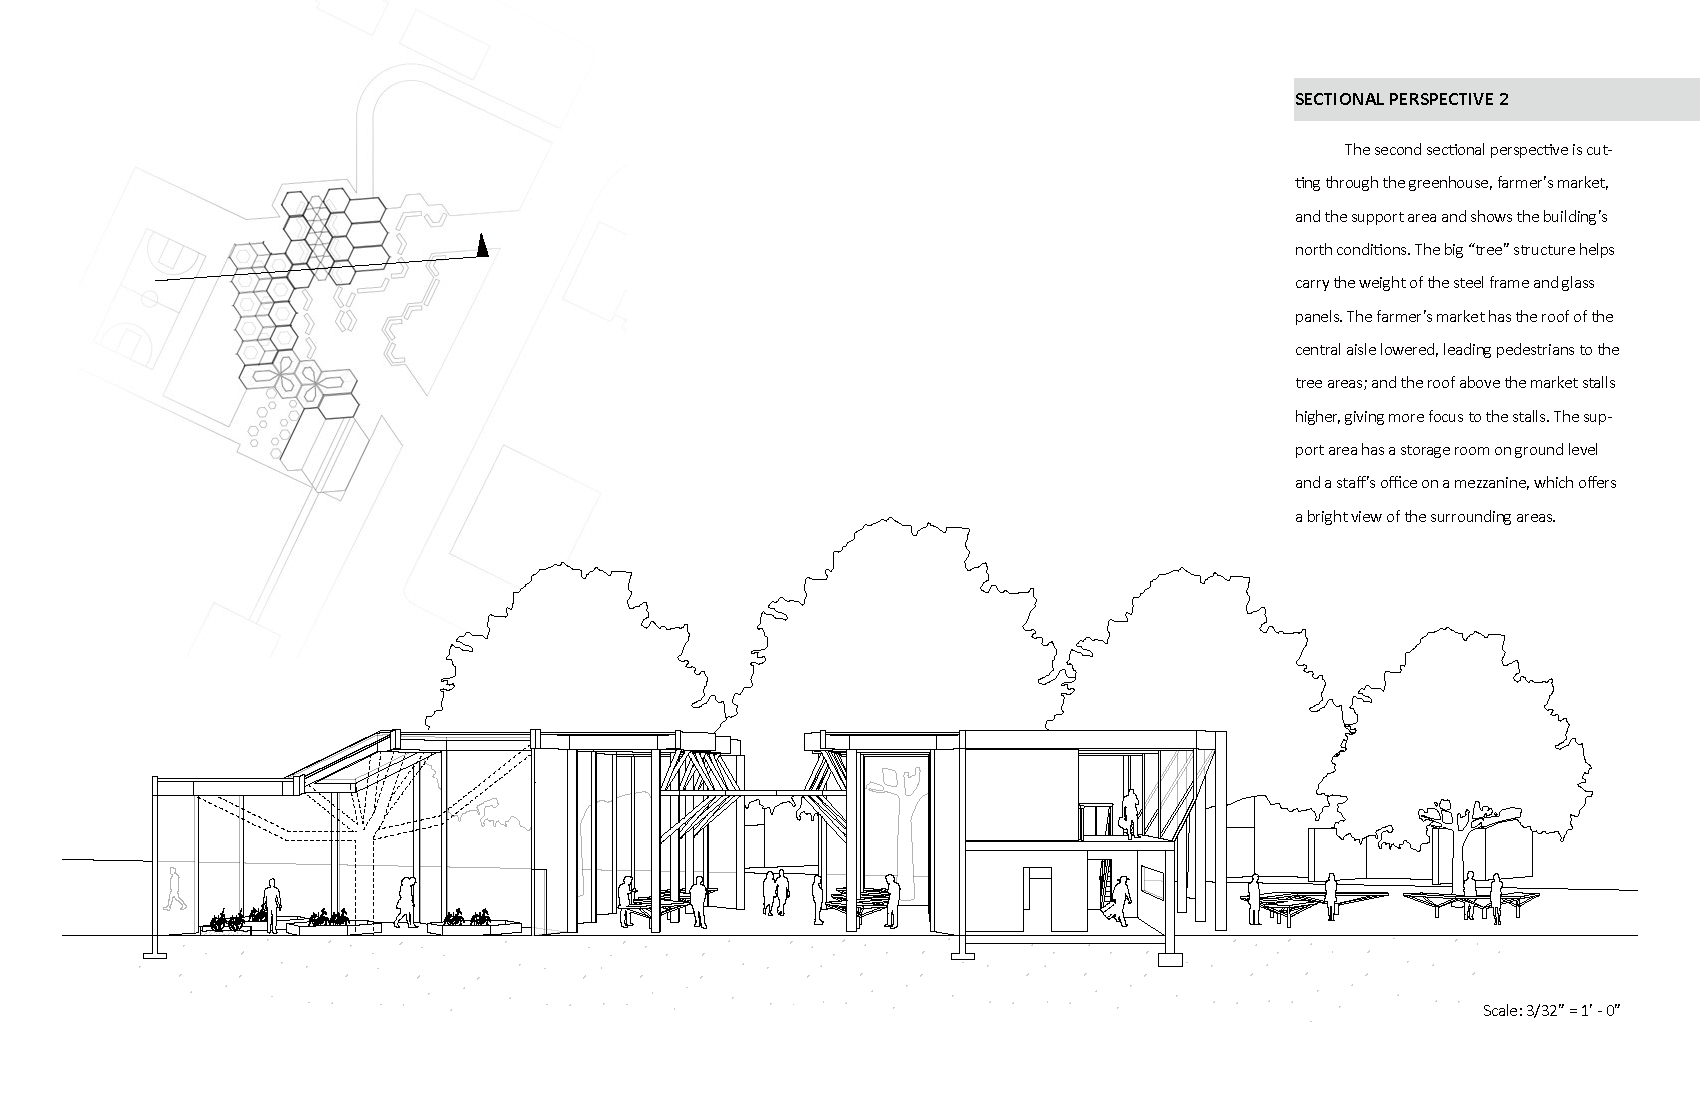 SECTIONAL PERSPECTIVE 2
The second sectional perspective is cut-
ting through the greenhouse, farmer's market,
and the support area and shows the building's
north conditions. The big “tree” structure helps
carry the weight of the steel frame and glass
panels. The farmer's market has the roof of the
central aisle lowered, leading pedestrians to the
tree areas; and the roof above the market stalls
higher, giving more focus to the stalls. The sup-
port area has a storage room on ground level
and a staff's office on a mezzanine, which offers
a bright view of the surrounding areas.
Scale: 3/32" = 1' - 0"